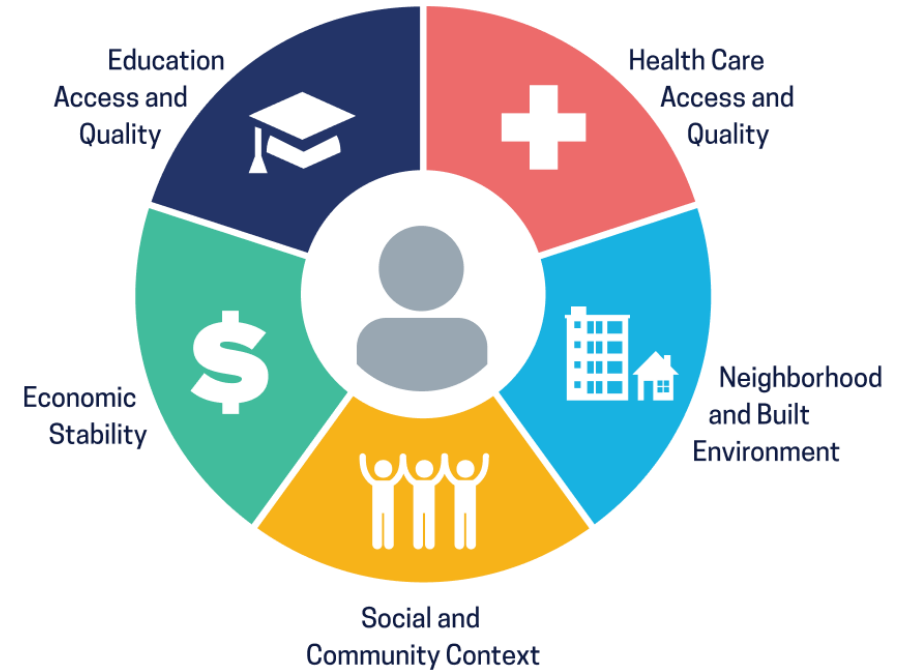 Education
Access and
Quality
Health Care
Access and
Quality
Economic
Stability
Neighborhood
and Built
Environment
Social and
Community Context